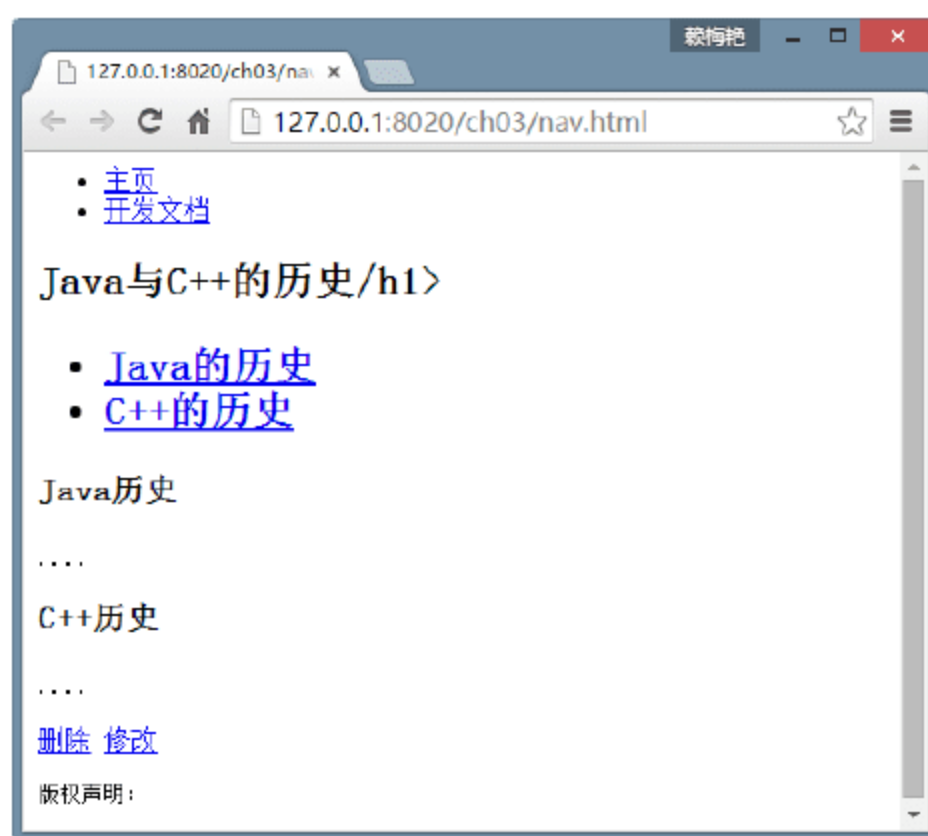 赖梅艳
127.0.0.1:8020/ch03/na
127.0.0.1:8020/ch03/nav.html
主页
开发文档
Java与C++的历史/h1>
Java的历史
C++的历史
Java历史
....
C++历史
....
删除 修改
版权声明：